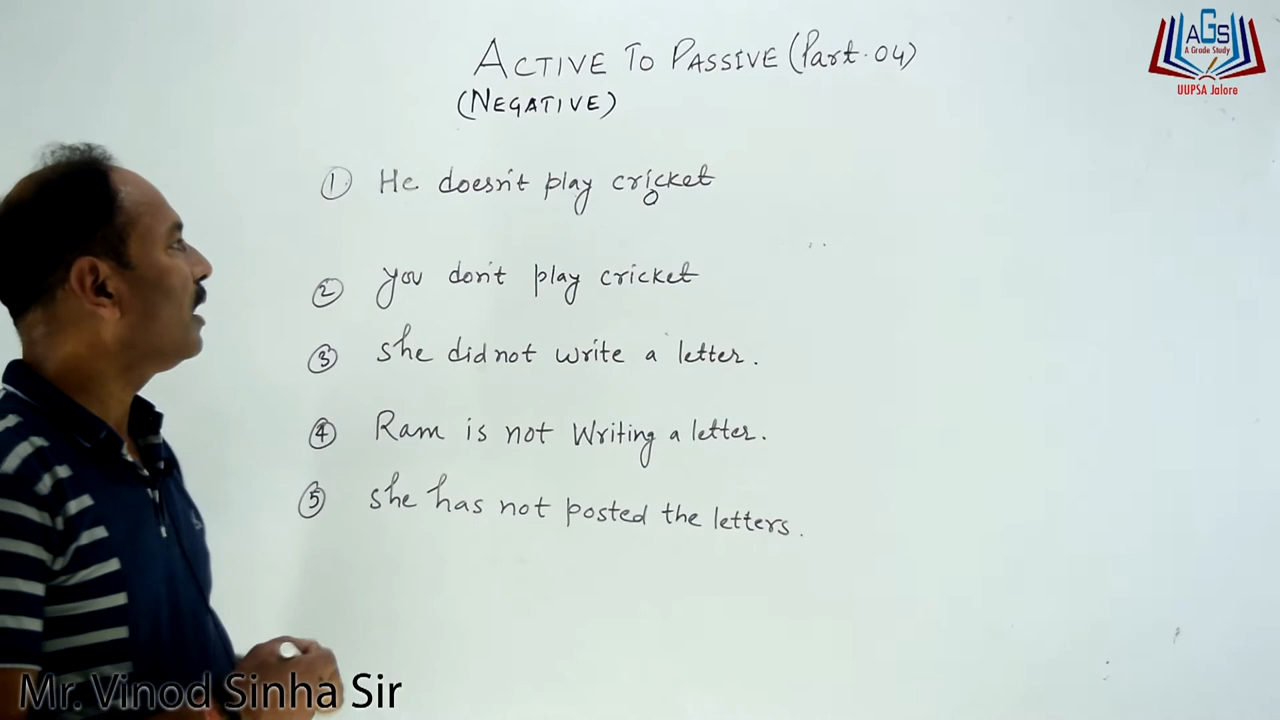 ACTIVE TO PASSIVE (Part.04)
(NEGATIVE)
AGS
A Grade Study
UUPSA Jalore
① He doesn't play cricket
O
② you don't play cricket
③ she did not write a letter.
④ Ram is not Writing a letter.
⑤ she has not posted the letters.
Mr. Vinod Sinha Sir